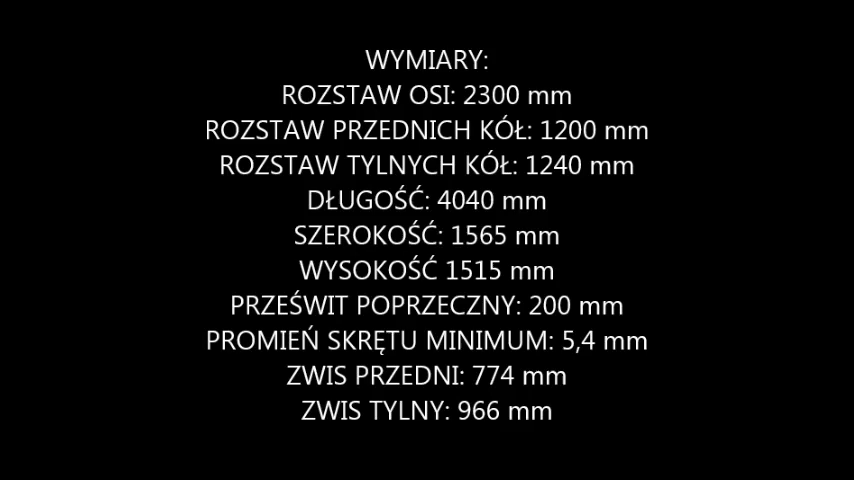 WYMIARY:
ROZSTAW OSI: 2300 mm
ROZSTAW PRZEDNICH KÓŁ: 1200 mm
ROZSTAW TYLNYCH KÓŁ: 1240 mm
DŁUGOŚĆ: 4040 mm
SZEROKOŚĆ: 1565 mm
WYSOKOŚĆ 1515 mm
PRZEŚWIT POPRZECZNY: 200 mm
PROMIEŃ SKRĘTU MINIMUM: 5,4 mm
ZWIS PRZEDNI: 774 mm
ZWIS TYLNY: 966 mm